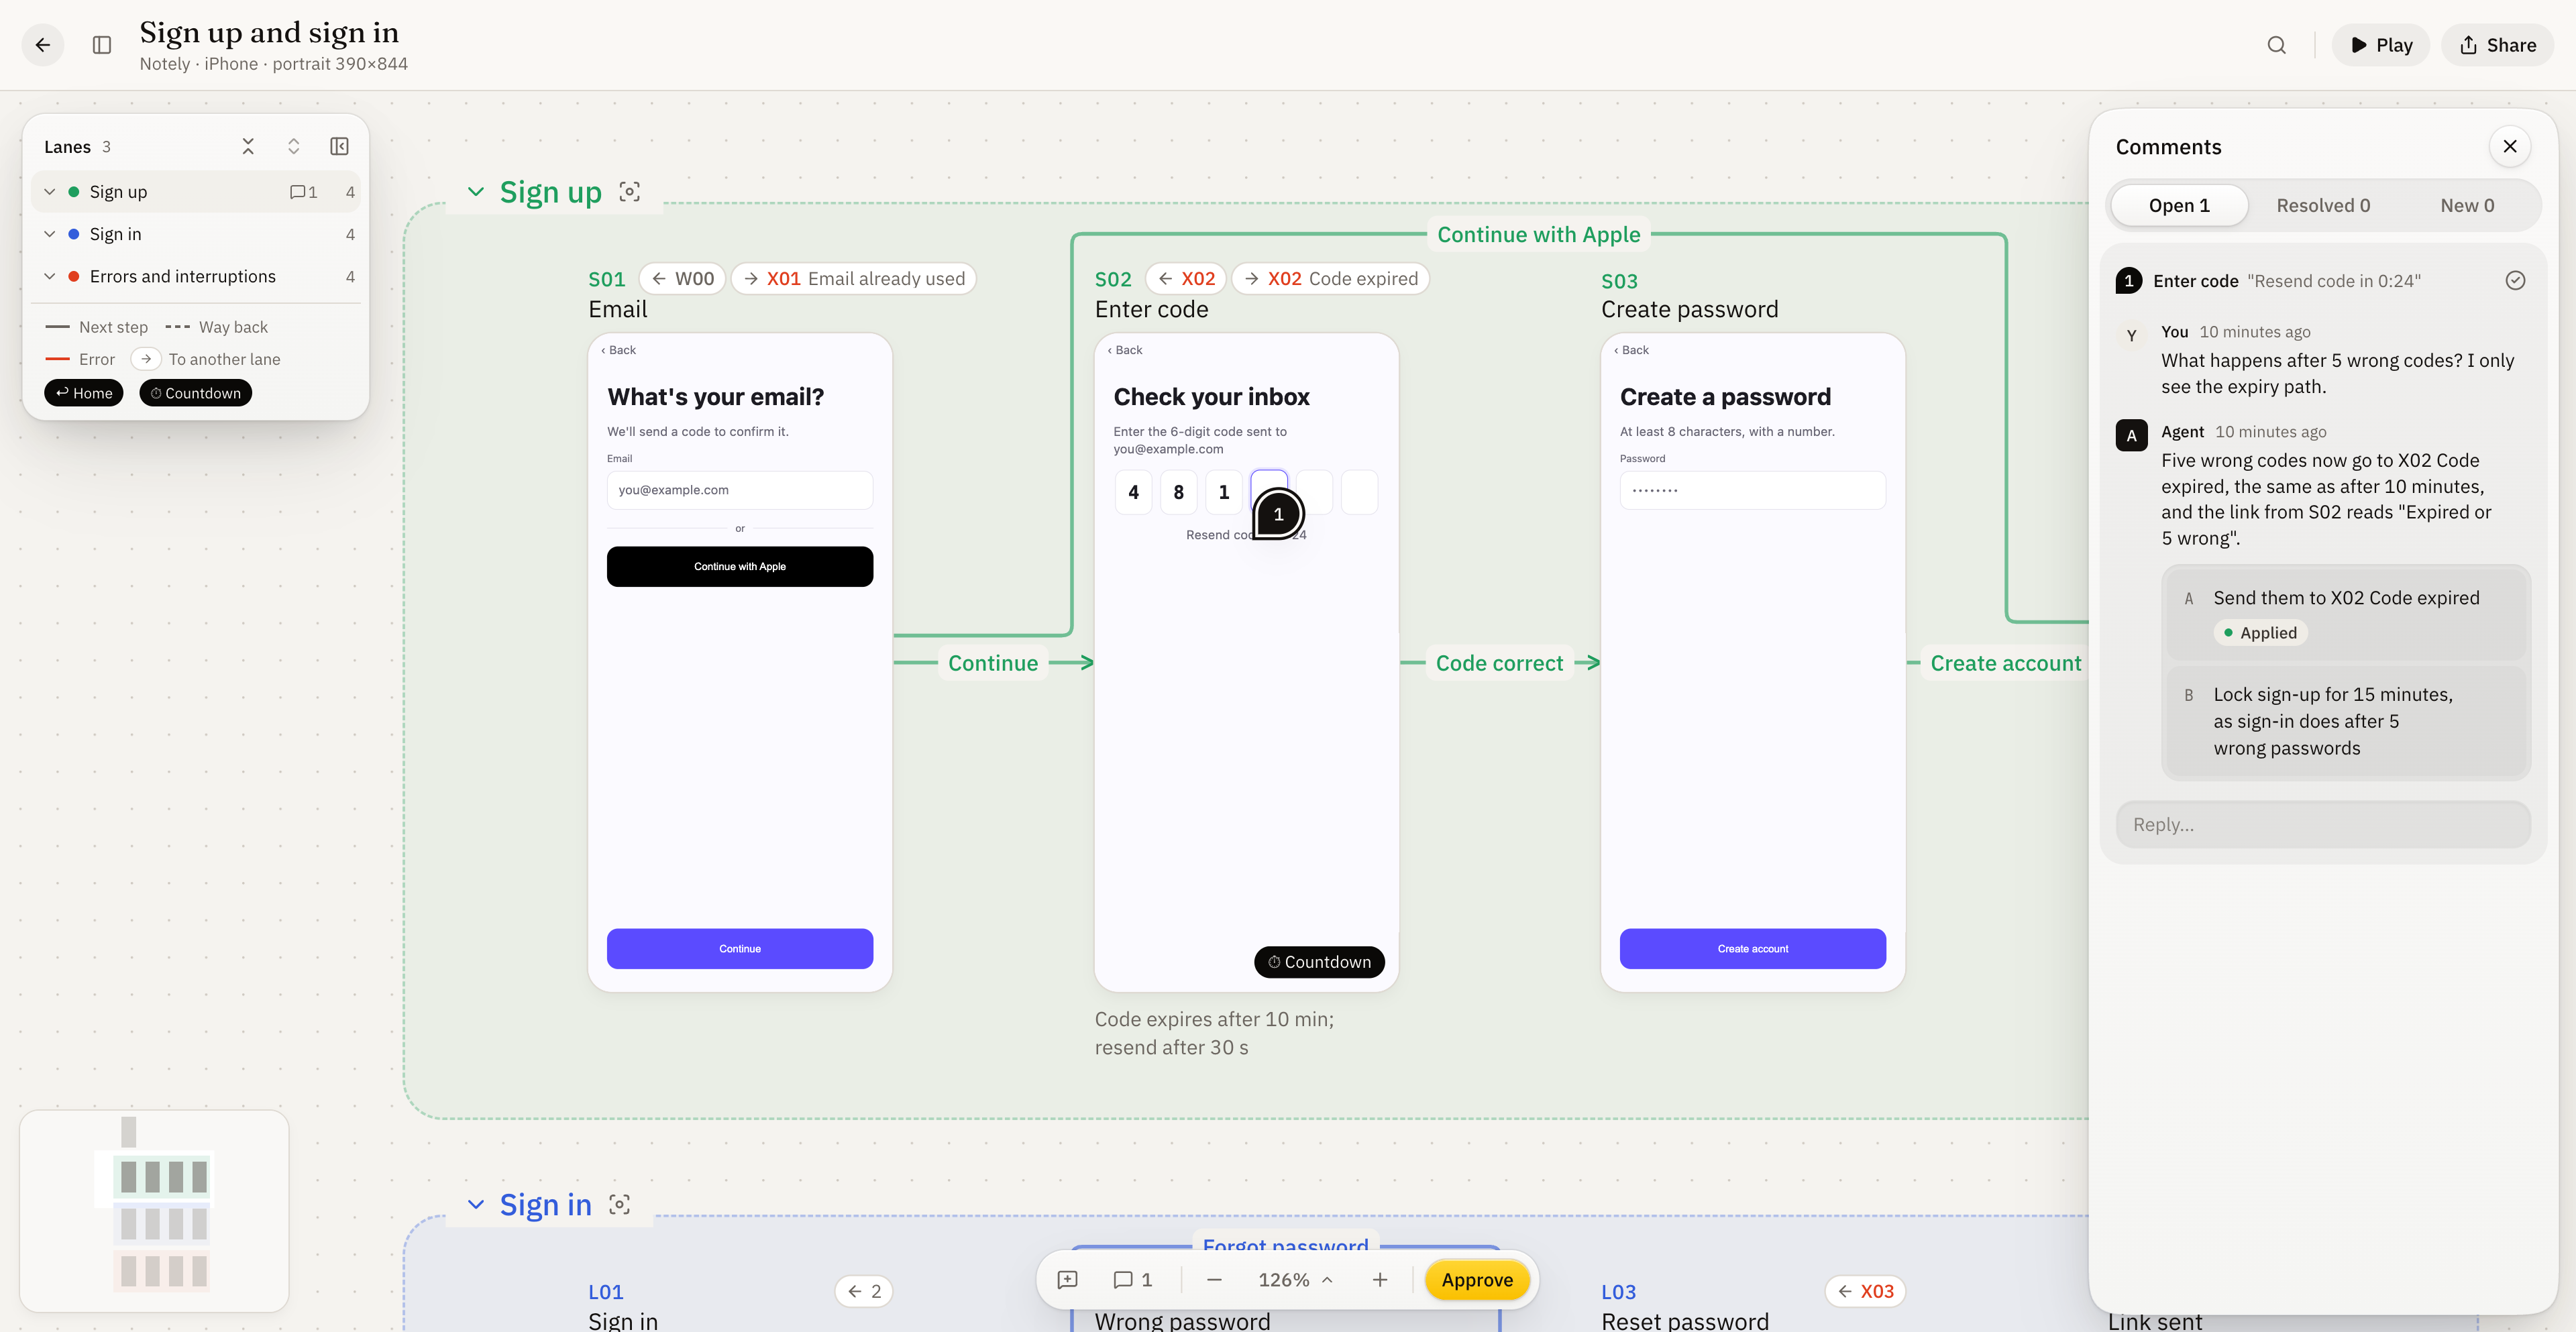 Sign up and sign in
Notely · iPhone · portrait 390×844
Play
Share
Lanes 3
Sign up 1 4
Sign in 4
Errors and interruptions 4
Next step
Way back
Error
To another lane
Home
Countdown
Sign up
Continue with Apple
S01 ← W00 → X01 Email already used
Email
‹ Back
What's your email?
We'll send a code to confirm it.
Email
you@example.com
or
Continue with Apple
Continue
Continue
S02 ← X02 → X02 Code expired
Enter code
‹ Back
Check your inbox
Enter the 6-digit code sent to
you@example.com
4 8 1
1
Resend 24
Countdown
Code expires after 10 min;
resend after 30 s
Code correct
S03
Create password
‹ Back
Create a password
At least 8 characters, with a number.
Password
Create account
Create account
Sign in
Forgot password
L01 ← 2
Sign in
Wrong password
L03 ← X03
Reset password
Link sent
1
126%
Approve
Comments
Open 1
Resolved 0
New 0
1 Enter code "Resend code in 0:24"
Y You 10 minutes ago
What happens after 5 wrong codes? I only
see the expiry path.
A Agent 10 minutes ago
Five wrong codes now go to X02 Code
expired, the same as after 10 minutes,
and the link from S02 reads "Expired or
5 wrong".
A Send them to X02 Code expired
Applied
B Lock sign-up for 15 minutes,
as sign-in does after 5
wrong passwords
Reply...